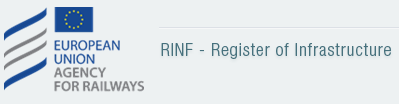 EUROPEAN
UNION
AGENCY
FOR RAILWAYS
RINF - Register of Infrastructure